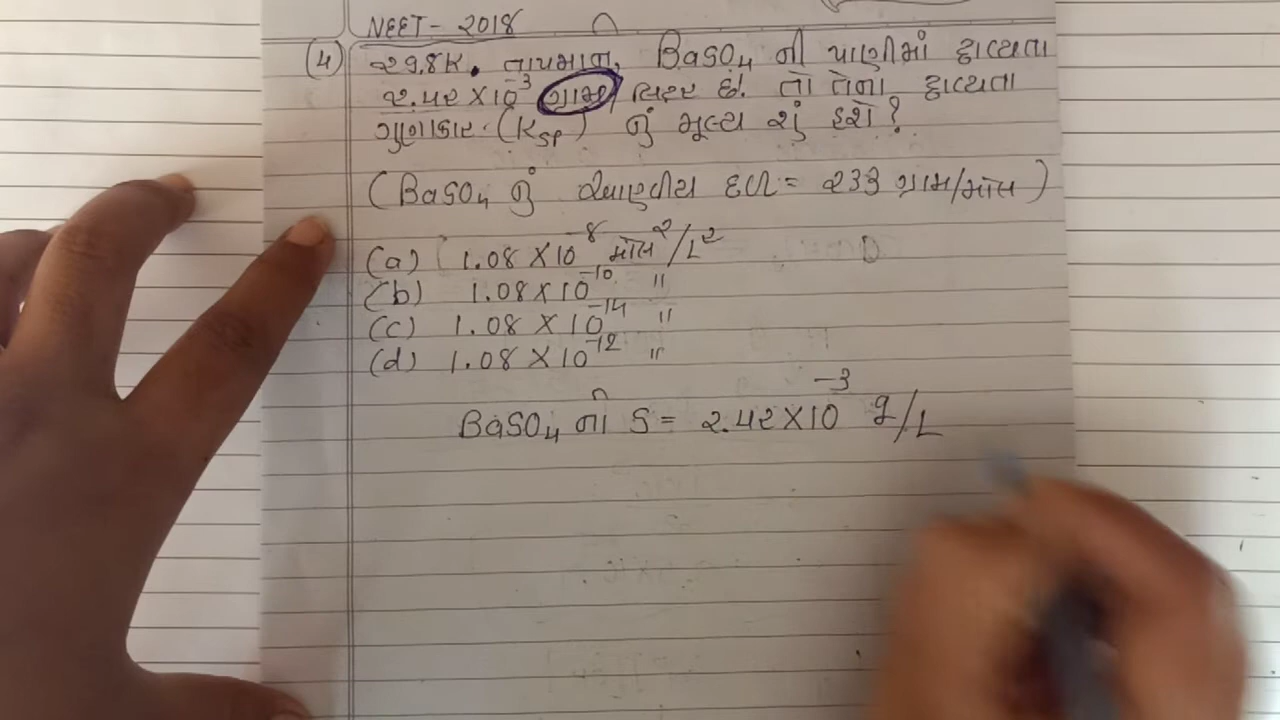 NEET - 2018
(4) ૨૯૮K. તાપમાને, BaSO₄ ની પાણીમાં દ્રાવ્યતા
૨.૪૨ X 10⁻³ ગ્રામ/લિટર છે. તો તેના દ્રાવ્યતા
ગુણાકાર (Ksp) નું મૂલ્ય શું હશે?
(BaSO₄ નું આણ્વીય દળ = ૨૩૩ ગ્રામ/મોલ)
(a) 1.08 X 10⁻⁸ મોલ²/L²
(b) 1.08 X 10⁻¹⁰ "
(c) 1.08 X 10⁻¹⁴ "
(d) 1.08 X 10⁻¹² "
BaSO₄ ની S = ૨.૪૨ X 10⁻³ g/L